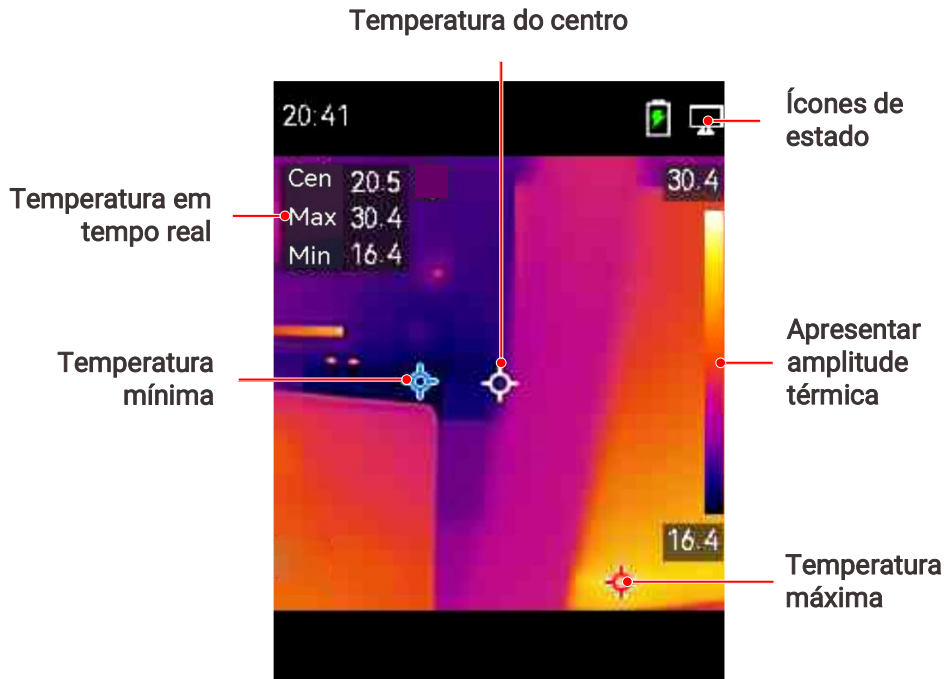 Temperatura do centro
Ícones de
estado
20:41
Temperatura em
tempo real
Cen 20.5
Max 30.4
Min 16.4
30.4
Temperatura
mínima
Apresentar
amplitude
térmica
16.4
Temperatura
máxima